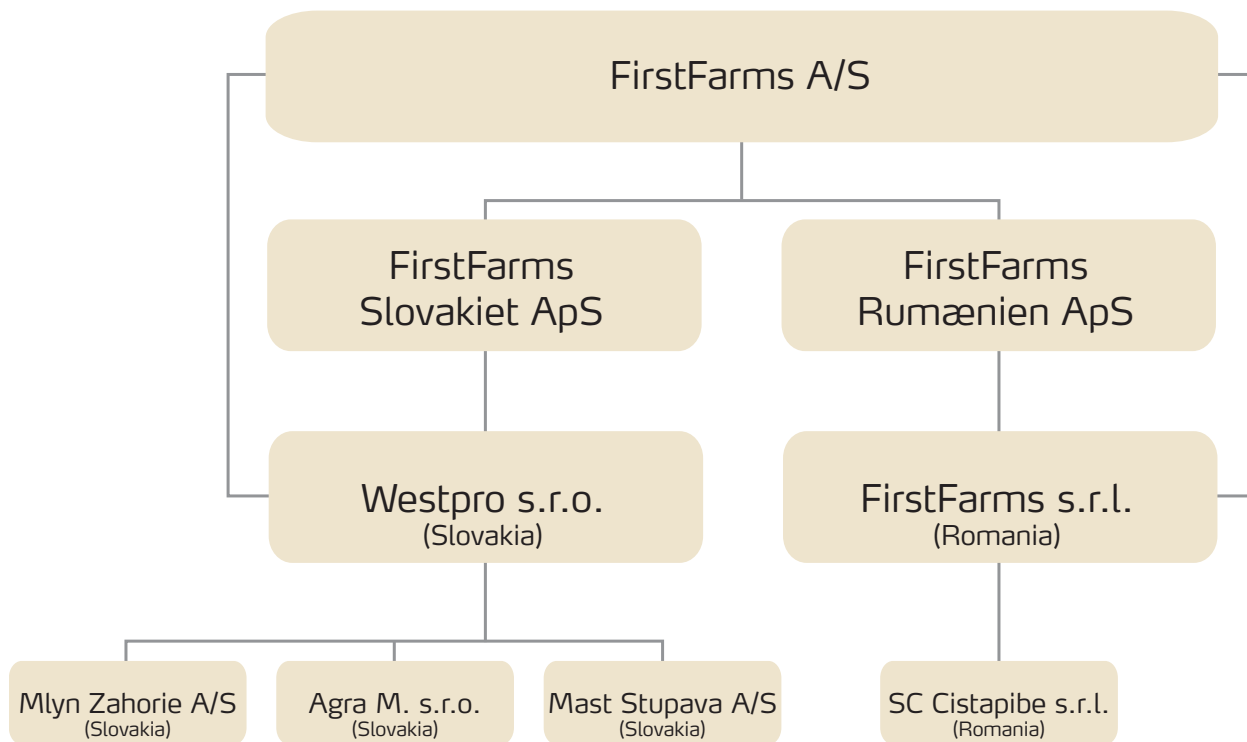 FirstFarms A/S
FirstFarms
Slovakiet ApS
FirstFarms
Rumænien ApS
Westpro s.r.o.
(Slovakia)
FirstFarms s.r.l.
(Romania)
Mlyn Zahorie A/S
(Slovakia)
Agra M. s.r.o.
(Slovakia)
Mast Stupava A/S
(Slovakia)
SC Cistapibe s.r.l.
(Romania)